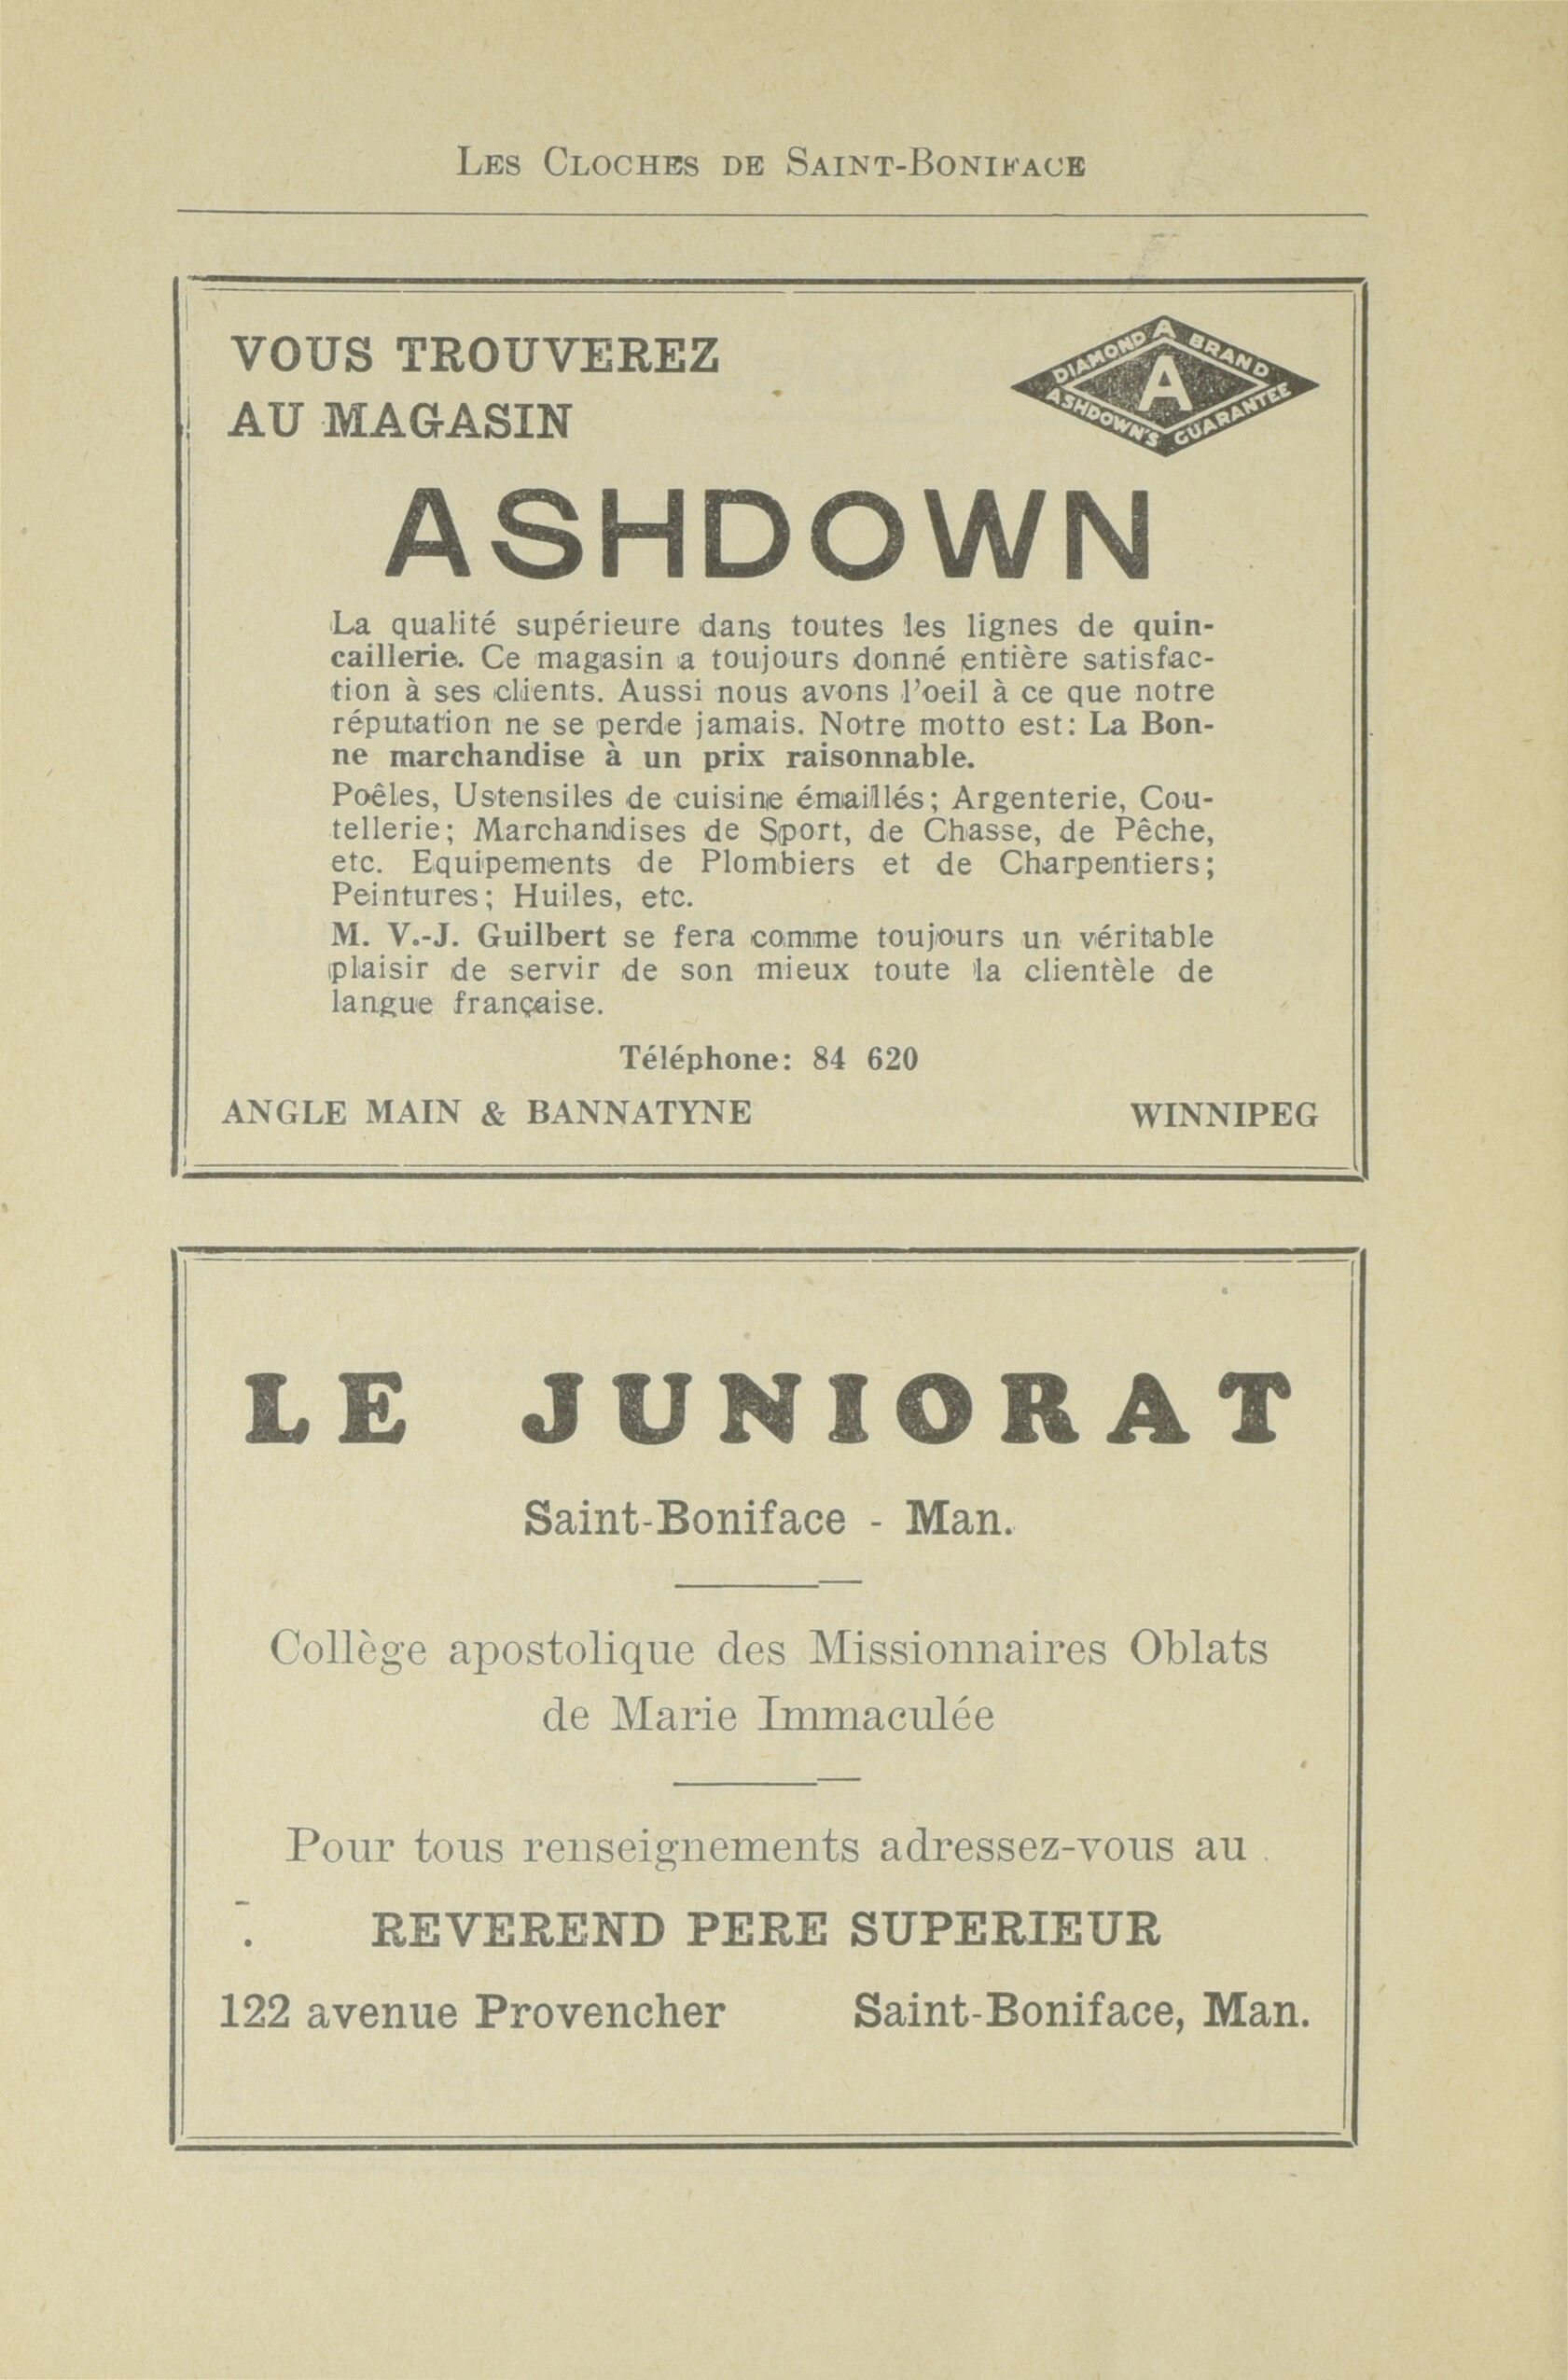 LES CLOCHES DE SAINT-BONIFACE
VOUS TROUVEREZ
AU MAGASIN
DIAMOND A BRAND
A
ASHDOWN'S GUARANTEE
ASHDOWN
La qualité supérieure dans toutes les lignes de quin-
caillerie. Ce magasin a toujours donné entière satisfac-
tion à ses clients. Aussi nous avons l'oeil à ce que notre
réputation ne se perde jamais. Notre motto est: La Bon-
ne marchandise à un prix raisonnable.
Poêles, Ustensiles de cuisine émaillés; Argenterie, Cou-
tellerie; Marchandises de Sport, de Chasse, de Pêche,
etc. Equipements de Plombiers et de Charpentiers;
Peintures; Huiles, etc.
M. V.-J. Guilbert se fera comme toujours un véritable
plaisir de servir de son mieux toute la clientèle de
langue française.
Téléphone: 84 620
ANGLE MAIN & BANNATYNE WINNIPEG
LE JUNIORAT
Saint-Boniface - Man.
Collège apostolique des Missionnaires Oblats
de Marie Immaculée
Pour tous renseignements adressez-vous au
REVEREND PERE SUPERIEUR
122 avenue Provencher Saint-Boniface, Man.